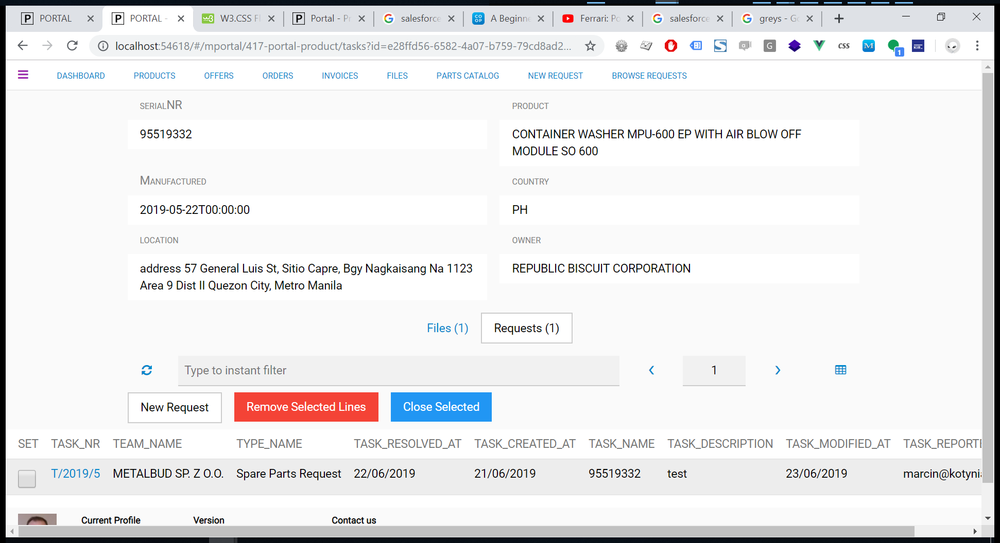 PORTAL
PORTAL -
W3.CSS Fl
Portal - Pr
salesforce
A Beginne
Ferrari: Po
salesforce
greys - Go
localhost:54618/#/mportal/417-portal-product/tasks?id=e28ffd56-6582-4a07-b759-79cd8ad2...
css
M
1
KIR.
DASHBOARD PRODUCTS OFFERS ORDERS INVOICES FILES PARTS CATALOG NEW REQUEST BROWSE REQUESTS
SERIALNR
PRODUCT
95519332
CONTAINER WASHER MPU-600 EP WITH AIR BLOW OFF
MODULE SO 600
MANUFACTURED
COUNTRY
2019-05-22T00:00:00
PH
LOCATION
OWNER
address 57 General Luis St, Sitio Capre, Bgy Nagkaisang Na 1123
Area 9 Dist II Quezon City, Metro Manila
REPUBLIC BISCUIT CORPORATION
Files (1)
Requests (1)
Type to instant filter
1
New Request
Remove Selected Lines
Close Selected
SET TASK_NR TEAM_NAME TYPE_NAME TASK_RESOLVED_AT TASK_CREATED_AT TASK_NAME TASK_DESCRIPTION TASK_MODIFIED_AT TASK_REPORTE
T/2019/5 METALBUD SP. Z O.O. Spare Parts Request 22/06/2019 21/06/2019 95519332 test 23/06/2019 marcin@kotynia
Current Profile
Version
Contact us